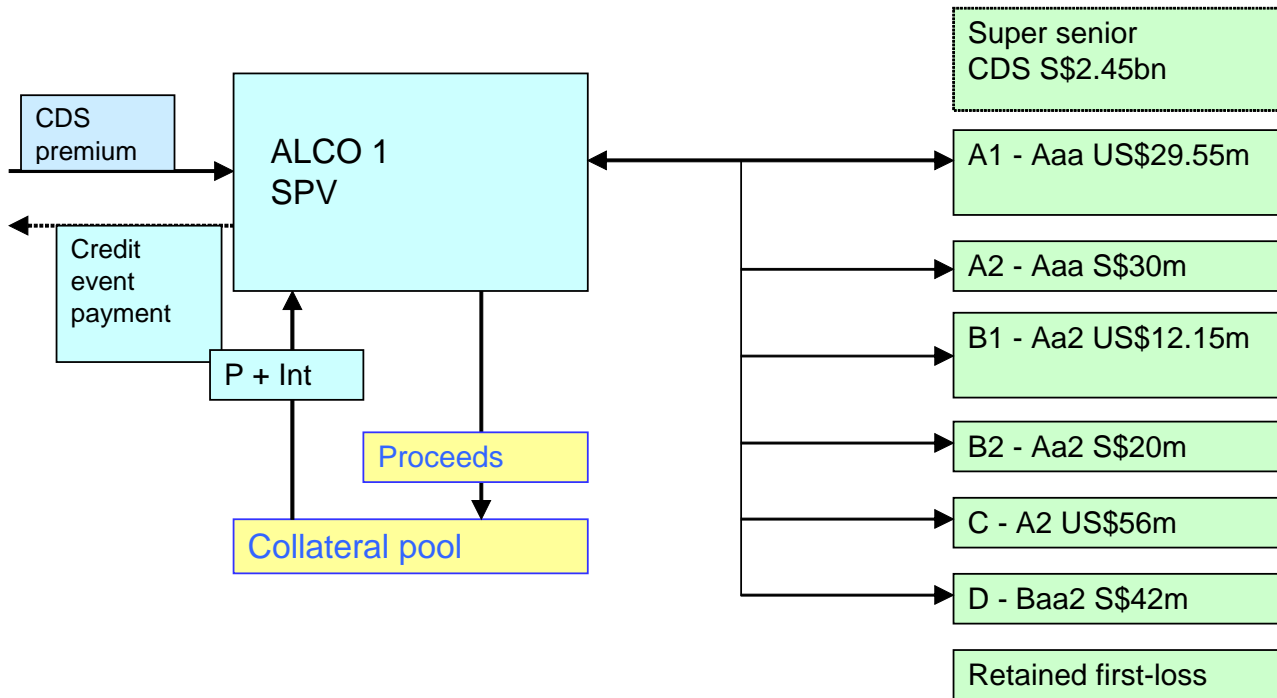 Super senior
CDS S$2.45bn
CDS
premium
ALCO 1
SPV
A1 - Aaa US$29.55m
Credit
event
payment
A2 - Aaa S$30m
B1 - Aa2 US$12.15m
P + Int
Proceeds
B2 - Aa2 S$20m
Collateral pool
C - A2 US$56m
D - Baa2 S$42m
Retained first-loss